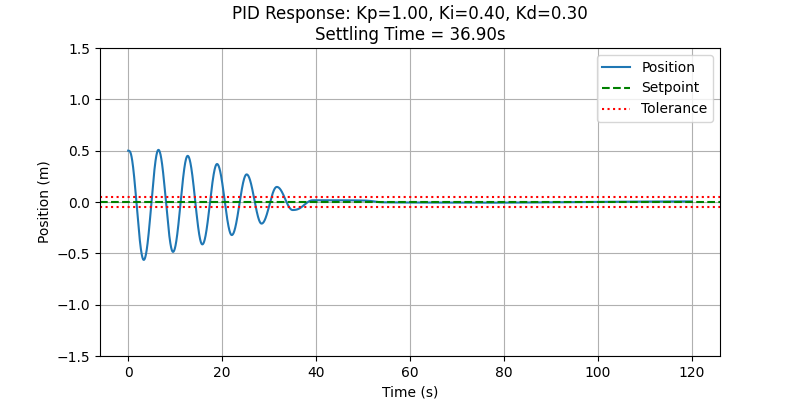 PID Response: Kp=1.00, Ki=0.40, Kd=0.30
Settling Time = 36.90s
Position
Setpoint
Tolerance
1.5
1.0
0.5
0.0
−0.5
−1.0
−1.5
Position (m)
0 20 40 60 80 100 120
Time (s)